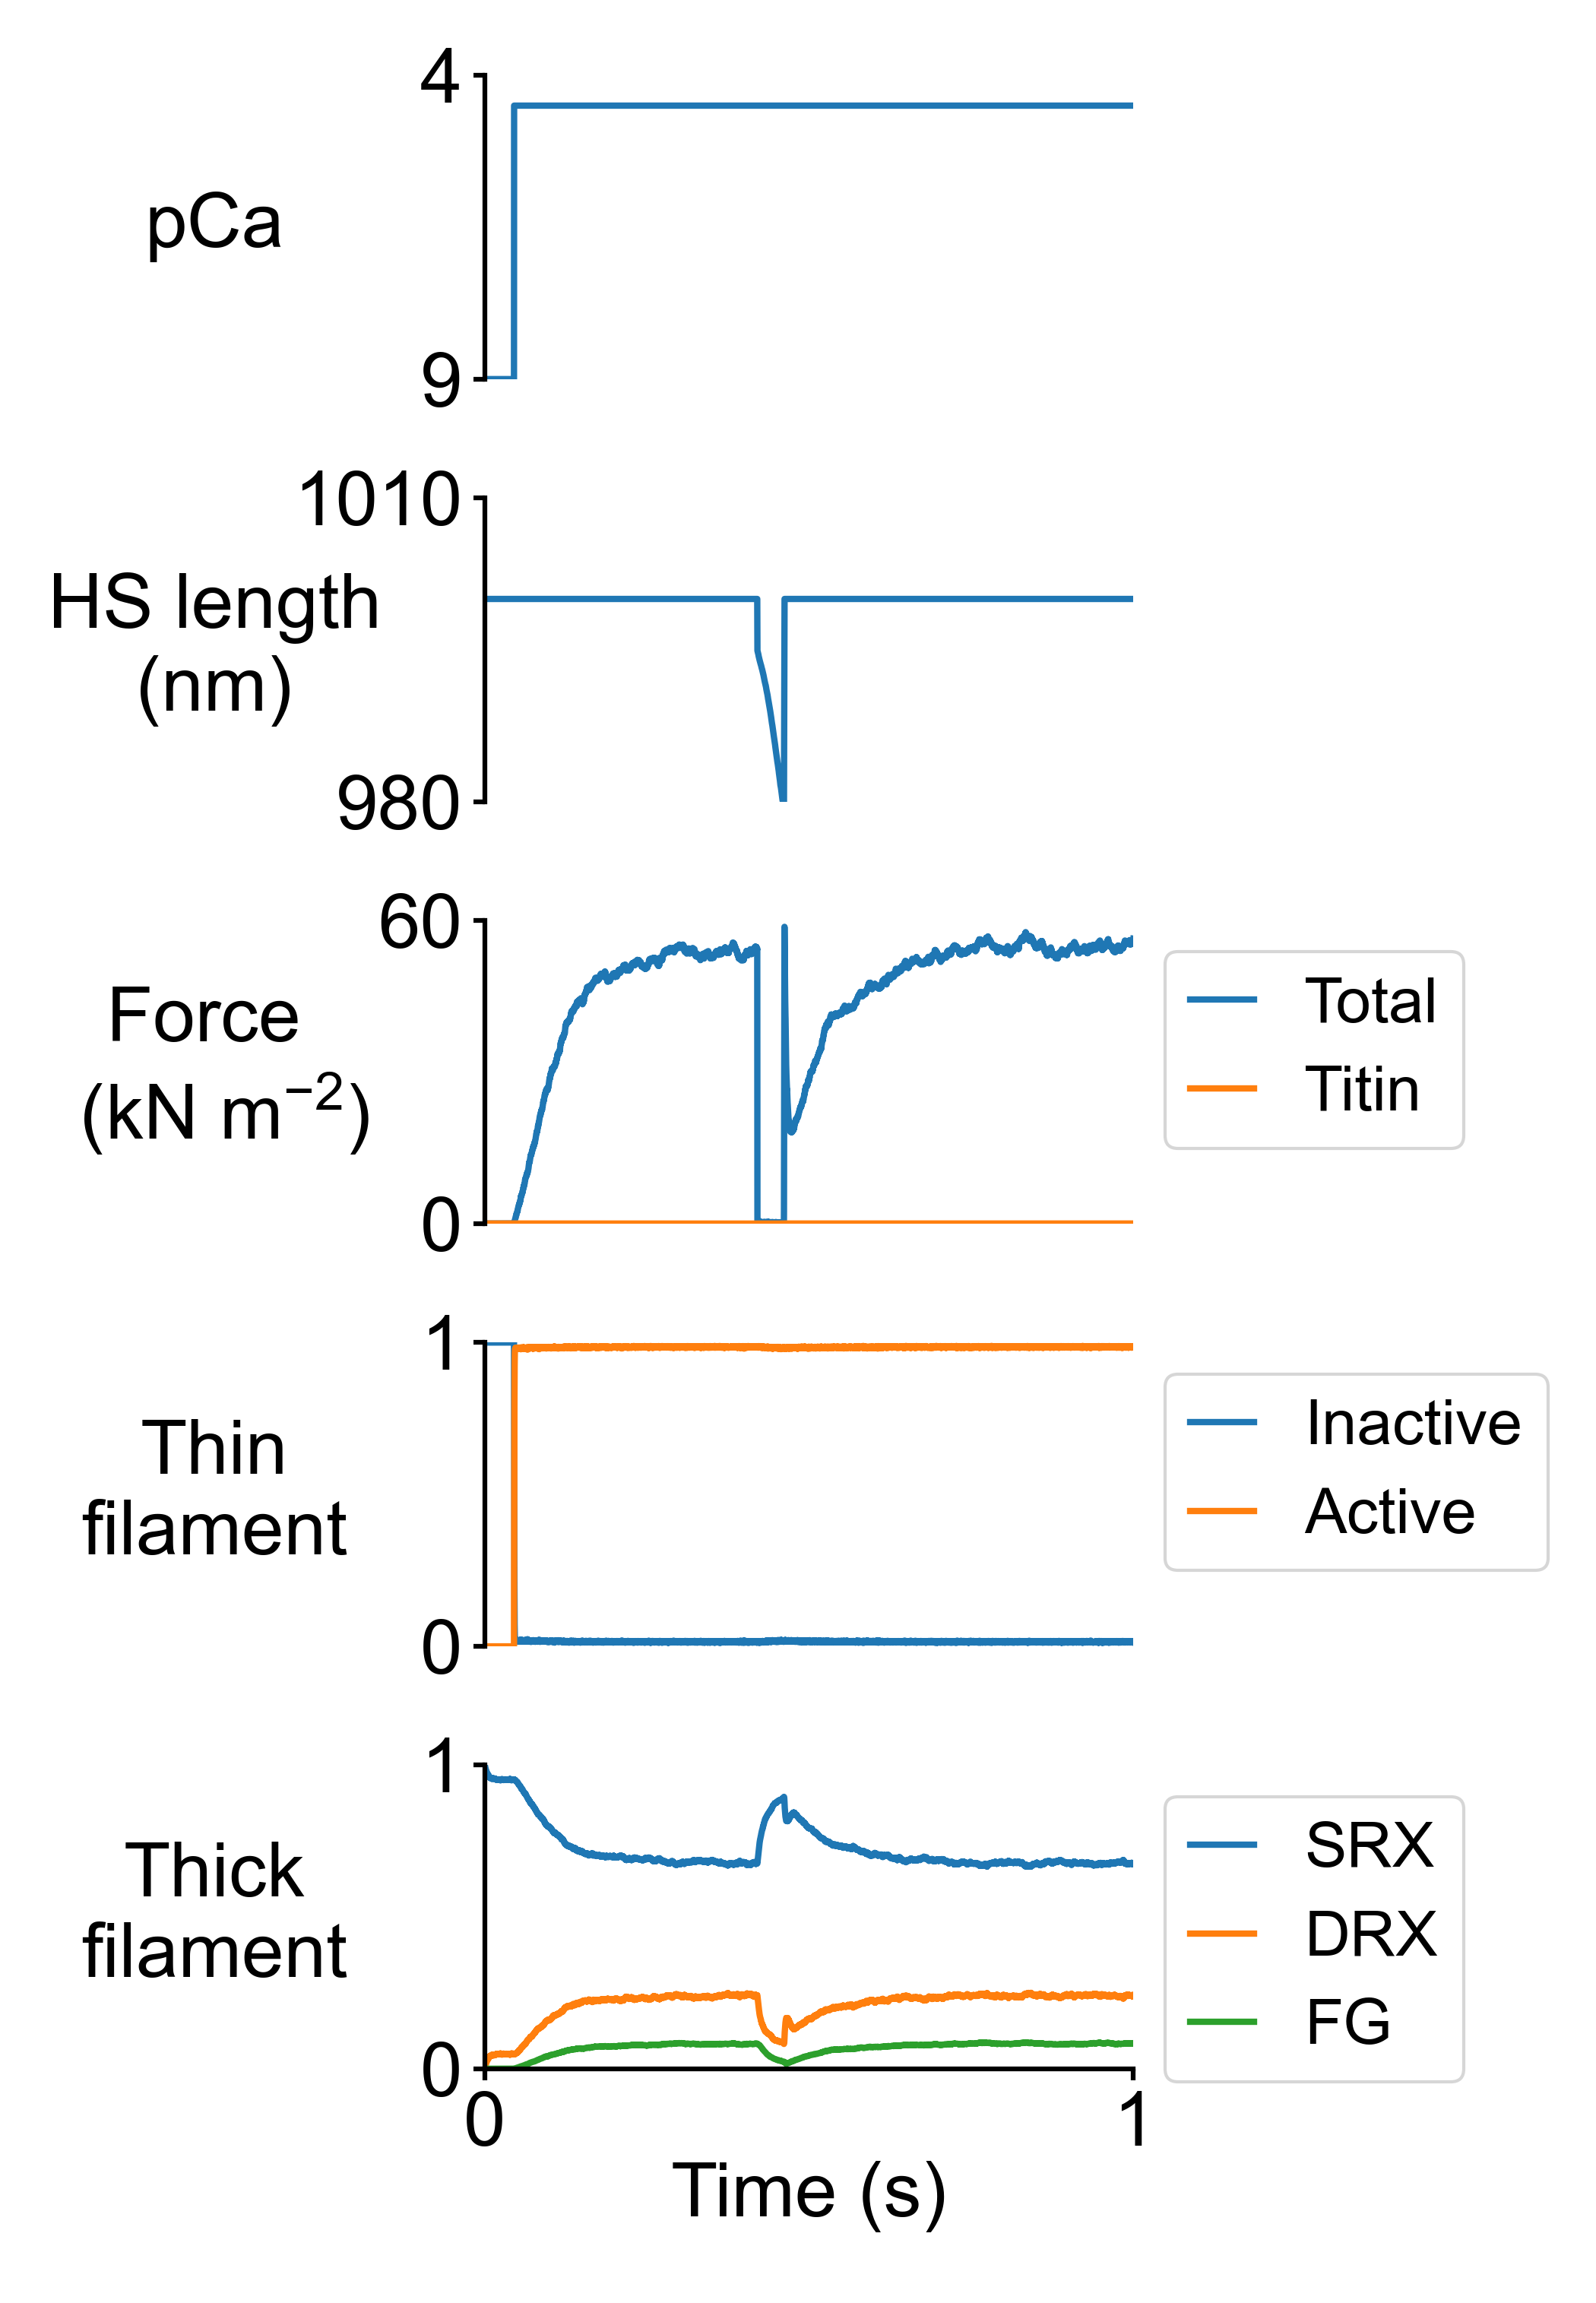 4
pCa
9
1010
HS length
(nm)
980
60
Force
(kN m⁻²)
0
Total
Titin
1
Thin
filament
0
Inactive
Active
1
Thick
filament
0
SRX
DRX
FG
0 1
Time (s)